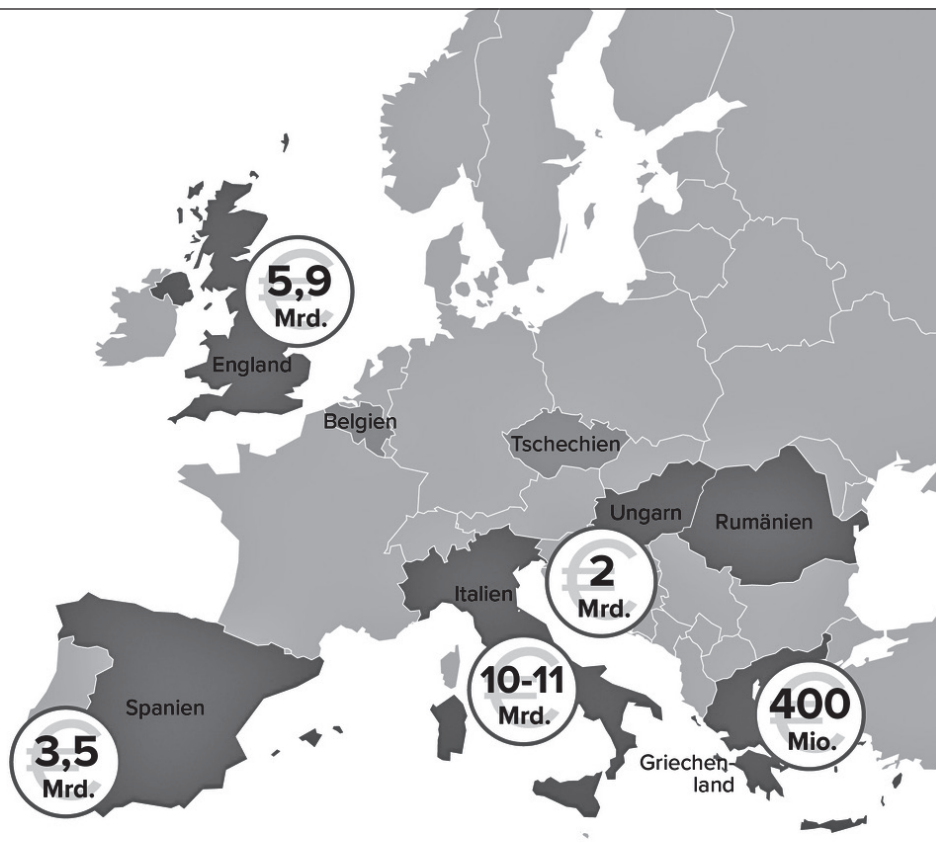 5,9
Mrd.
England
Belgien
Tschechien
Ungarn
Rumänien
2
Mrd.
Italien
10-11
Mrd.
Spanien
3,5
Mrd.
400
Mio.
Griechen-
land